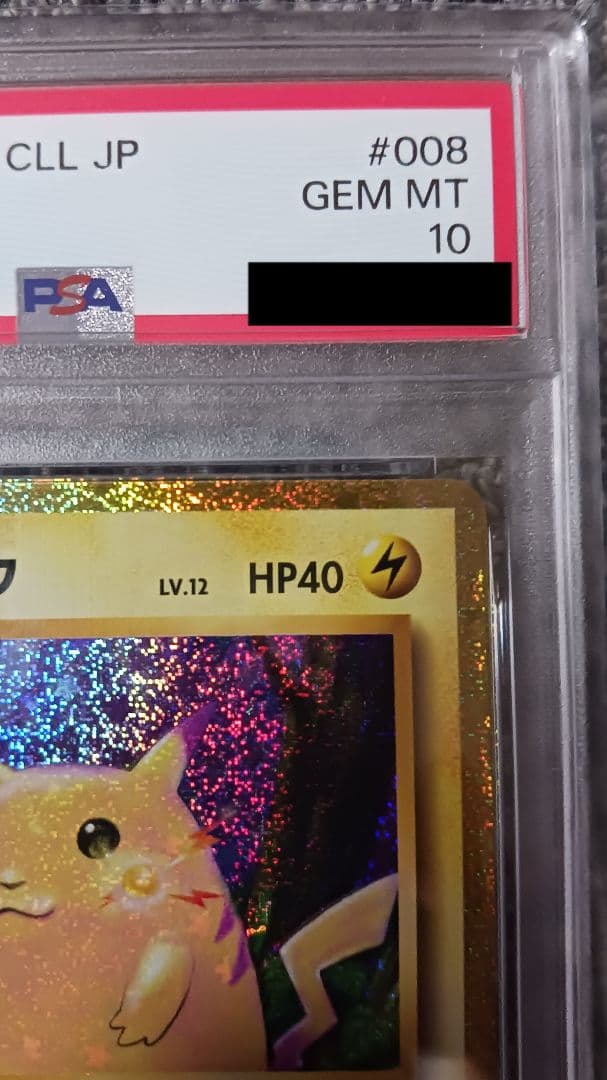 CLL JP #008
GEM MT
10
PSA
LV.12 HP40